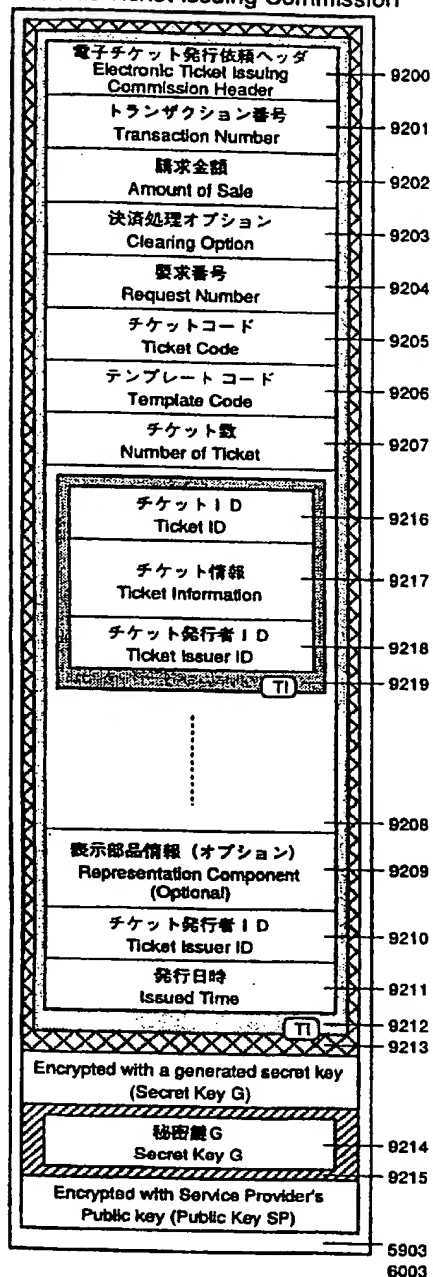 Ticket Issuing Commission
電子チケット発行依頼ヘッダ
Electronic Ticket Issuing
Commission Header
9200
トランザクション番号
Transaction Number
9201
請求金額
Amount of Sale
9202
決済処理オプション
Clearing Option
9203
要求番号
Request Number
9204
チケットコード
Ticket Code
9205
テンプレート コード
Template Code
9206
チケット数
Number of Ticket
9207
チケットID
Ticket ID
9216
チケット情報
Ticket Information
9217
チケット発行者ID
Ticket Issuer ID
9218
TI
9219
9208
表示部品情報（オプション）
Representation Component
(Optional)
9209
チケット発行者ID
Ticket Issuer ID
9210
発行日時
Issued Time
9211
TI
9212
9213
Encrypted with a generated secret key
(Secret Key G)
秘密鍵G
Secret Key G
9214
9215
Encrypted with Service Provider's
Public key (Public Key SP)
5903
6003